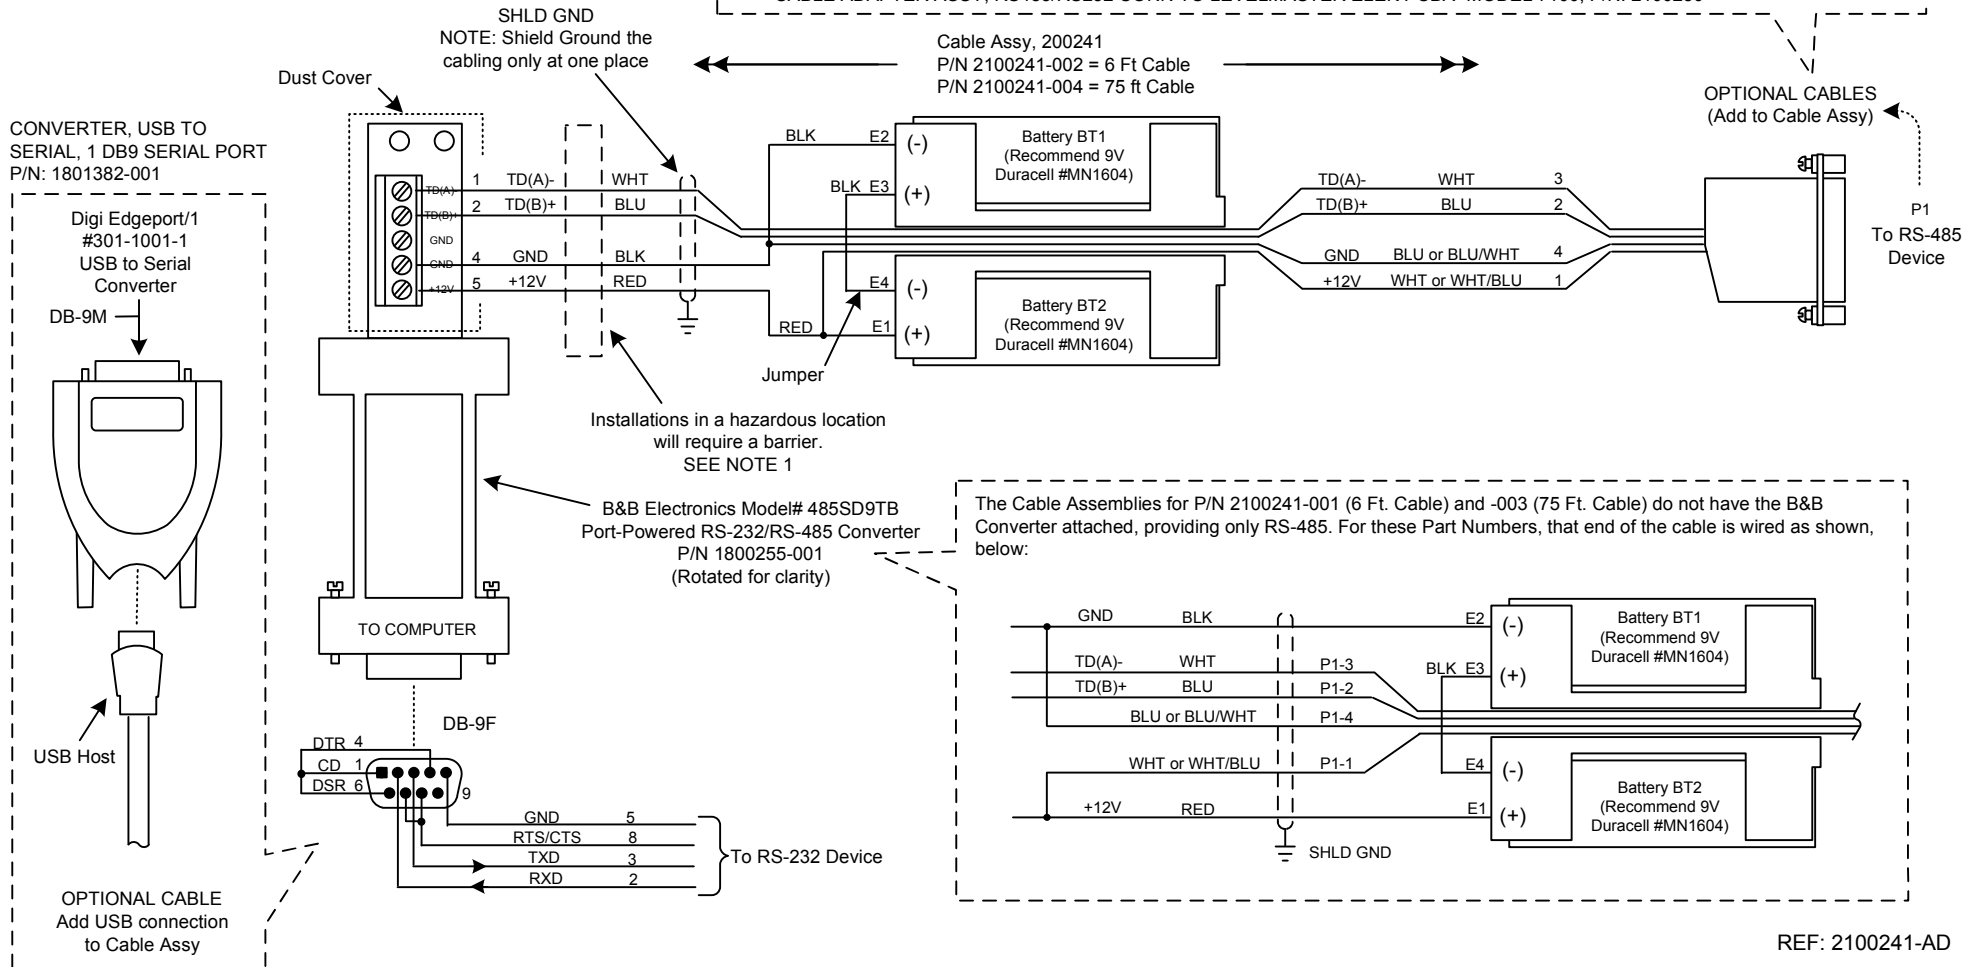 SHLD GND
NOTE: Shield Ground the
cabling only at one place
Cable Assy, 200241
P/N 2100241-002 = 6 Ft Cable
P/N 2100241-004 = 75 ft Cable
OPTIONAL CABLES
(Add to Cable Assy)
Dust Cover
CONVERTER, USB TO
SERIAL, 1 DB9 SERIAL PORT
P/N: 1801382-001
Digi Edgeport/1
#301-1001-1
USB to Serial
Converter
DB-9M
USB Host
OPTIONAL CABLE
Add USB connection
to Cable Assy
TD(A)-
TD(B)+
GND
GND
+12V
1 TD(A)- WHT
2 TD(B)+ BLU
4 GND BLK
5 +12V RED
BLK E2 (-)
BLK E3 (+)
Battery BT1
(Recommend 9V
Duracell #MN1604)
E4 (-)
RED E1 (+)
Battery BT2
(Recommend 9V
Duracell #MN1604)
Jumper
TD(A)- WHT 3
TD(B)+ BLU 2
GND BLU or BLU/WHT 4
+12V WHT or WHT/BLU 1
P1
To RS-485
Device
Installations in a hazardous location
will require a barrier.
SEE NOTE 1
B&B Electronics Model# 485SD9TB
Port-Powered RS-232/RS-485 Converter
P/N 1800255-001
(Rotated for clarity)
TO COMPUTER
DB-9F
DTR 4
CD 1
DSR 6
9
GND 5
RTS/CTS 8
TXD 3
RXD 2
To RS-232 Device
The Cable Assemblies for P/N 2100241-001 (6 Ft. Cable) and -003 (75 Ft. Cable) do not have the B&B
Converter attached, providing only RS-485. For these Part Numbers, that end of the cable is wired as shown,
below:
GND BLK E2 (-)
TD(A)- WHT P1-3 BLK E3 (+)
TD(B)+ BLU P1-2
BLU or BLU/WHT P1-4
WHT or WHT/BLU P1-1 E4 (-)
+12V RED E1 (+)
SHLD GND
Battery BT1
(Recommend 9V
Duracell #MN1604)
Battery BT2
(Recommend 9V
Duracell #MN1604)
REF: 2100241-AD